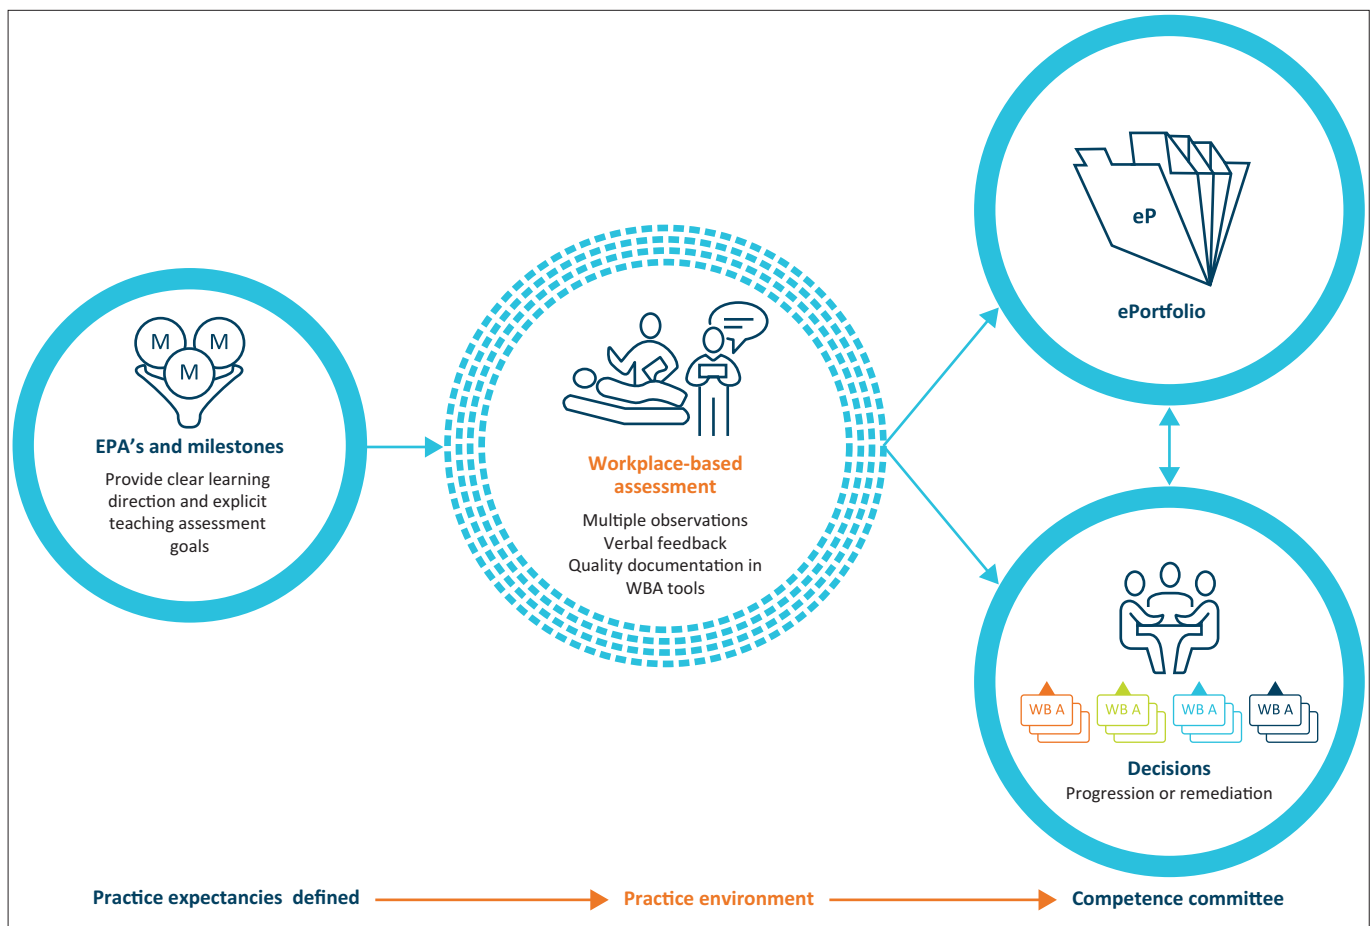 M M
M
EPA's and milestones
Provide clear learning
direction and explicit
teaching assessment
goals
Workplace-based
assessment
Multiple observations
Verbal feedback
Quality documentation in
WBA tools
eP
ePortfolio
WB A WB A WB A WB A
Decisions
Progression or remediation
Practice expectancies defined
Practice environment
Competence committee